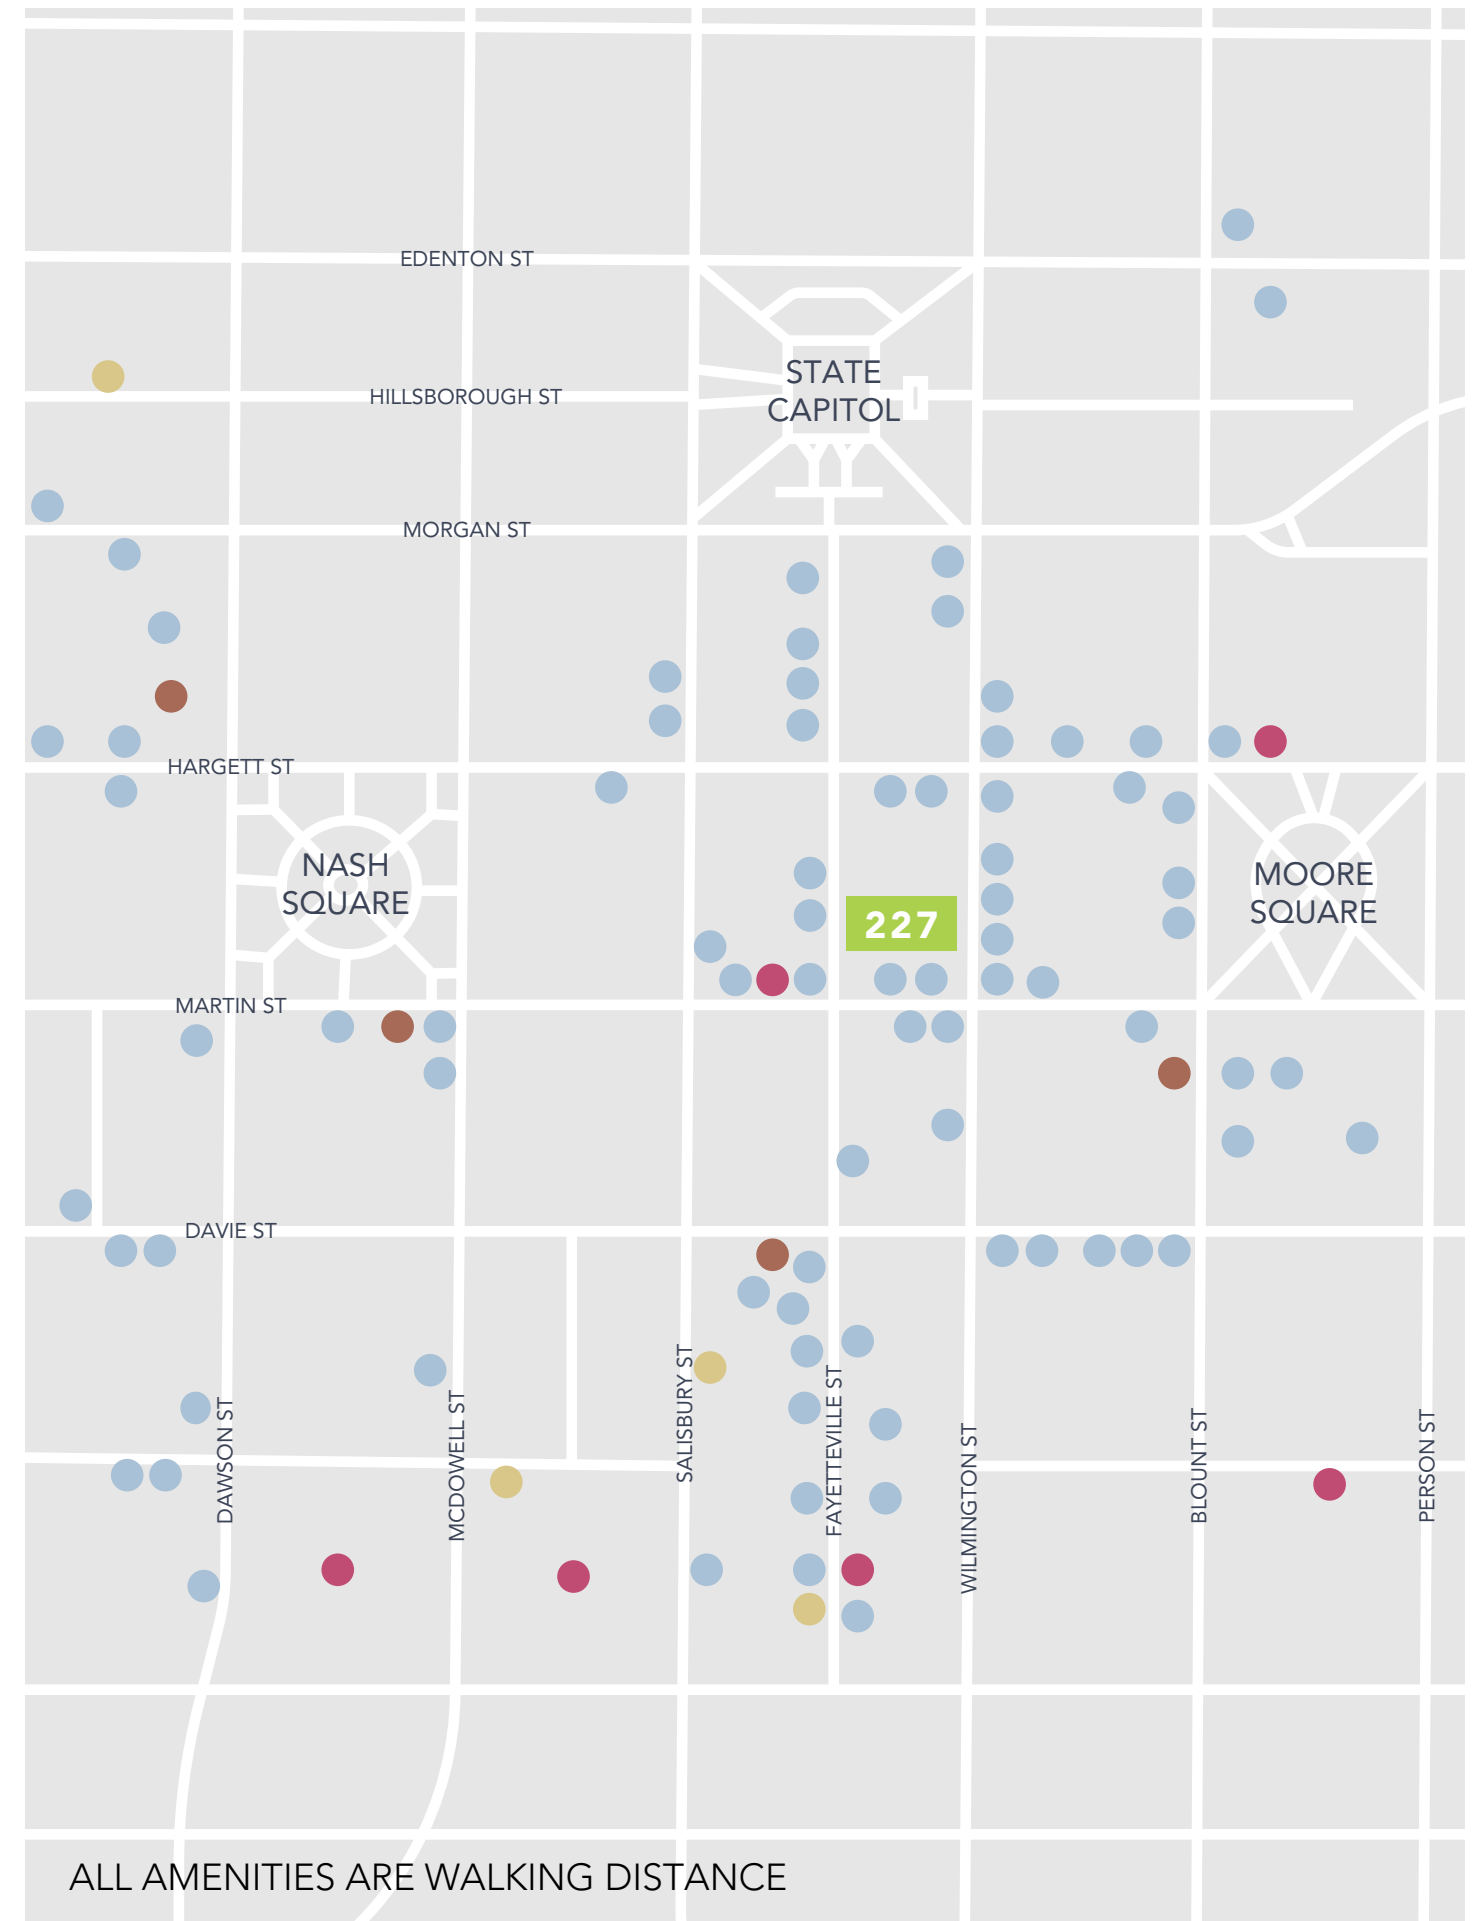 EDENTON ST
STATE
CAPITOL
HILLSBOROUGH ST
MORGAN ST
HARGETT ST
NASH
SQUARE
MOORE
SQUARE
227
MARTIN ST
DAVIE ST
DAWSON ST
MCDOWELL ST
SALISBURY ST
FAYETTEVILLE ST
WILMINGTON ST
BLOUNT ST
PERSON ST
ALL AMENITIES ARE WALKING DISTANCE